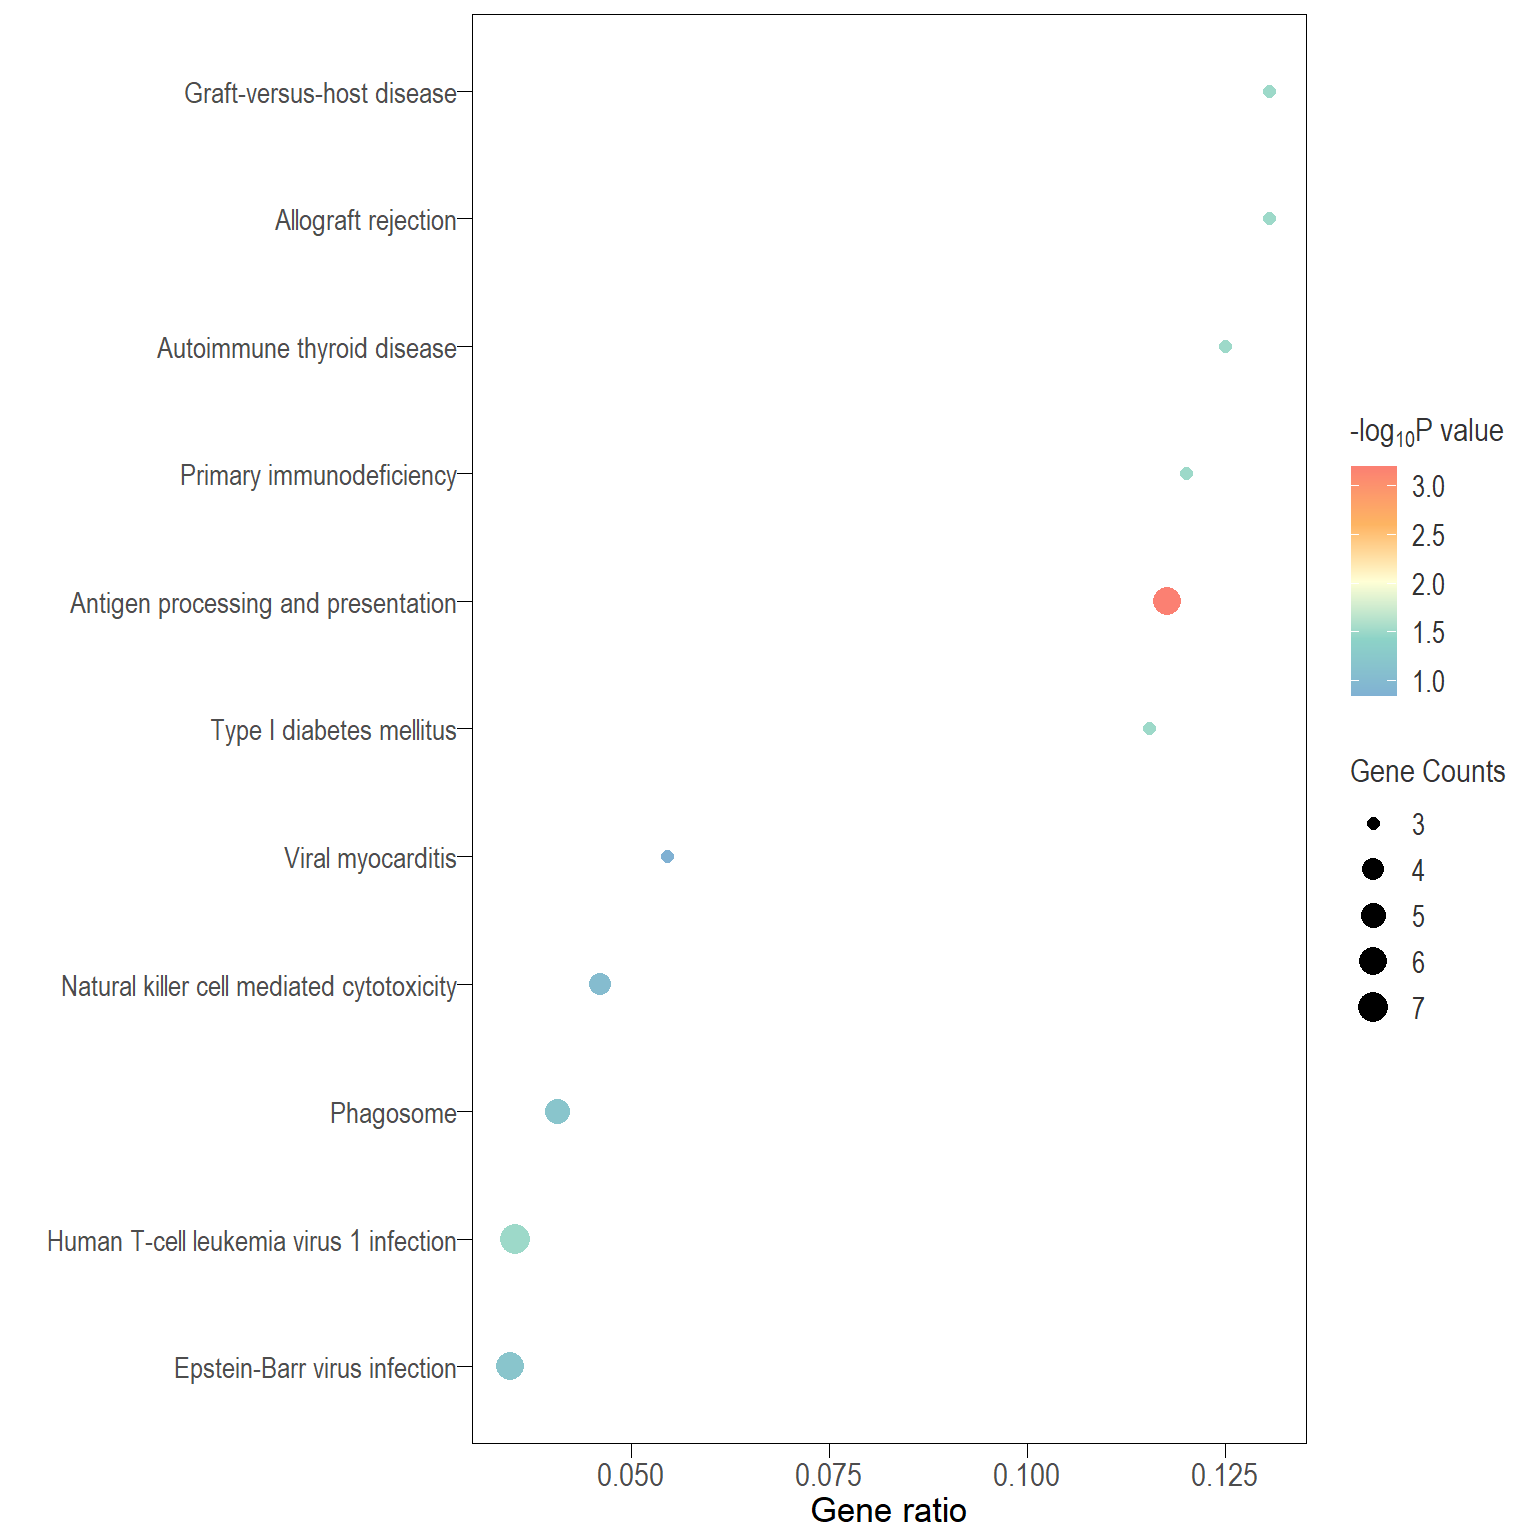 Graft-versus-host disease
Allograft rejection
Autoimmune thyroid disease
Primary immunodeficiency
Antigen processing and presentation
Type I diabetes mellitus
Viral myocarditis
Natural killer cell mediated cytotoxicity
Phagosome
Human T-cell leukemia virus 1 infection
Epstein-Barr virus infection
0.050 0.075 0.100 0.125
Gene ratio
-log₁₀P value
3.0
2.5
2.0
1.5
1.0
Gene Counts
3
4
5
6
7